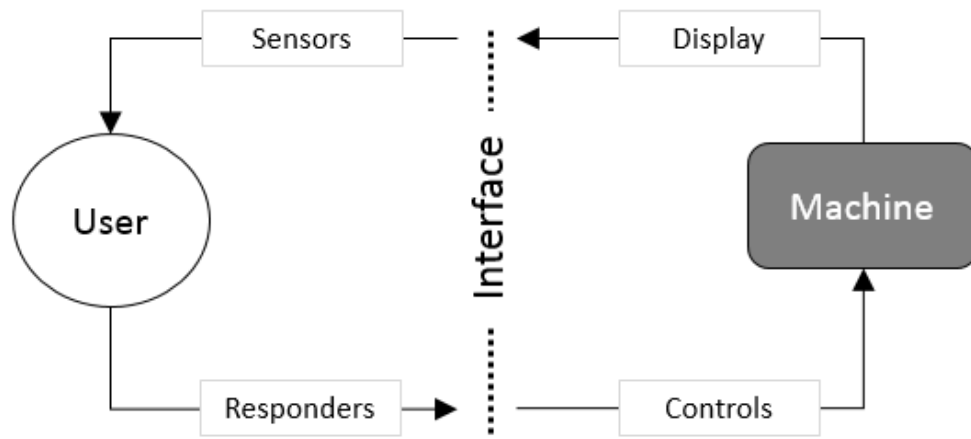 Sensors
Display
User
Interface
Machine
Responders
Controls